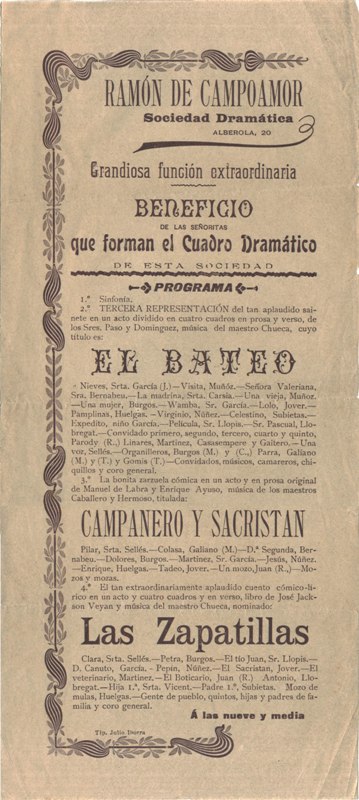 RAMÓN DE CAMPOAMOR
Sociedad Dramática
ALBEROLA, 20
Grandiosa función extraordinaria
BENEFICIO
DE LAS SEÑORITAS
que forman el Cuadro Dramático
DE ESTA SOCIEDAD
PROGRAMA
1.º Sinfonía.
2.º TERCERA REPRESENTACIÓN del tan aplaudido sai-
nete en un acto dividido en cuatro cuadros en prosa y verso, de
los Sres. Paso y Domínguez, música del maestro Chueca, cuyo
título es:
EL BATEO
Nieves, Srta. García (J.)—Visita, Muñóz.—Señora Valeriana,
Sra. Bernabeu.—La madrina, Srta. Carsía.—Una vieja, Muñoz.
—Una mujer, Burgos.—Wamba, Sr. García.—Lolo, Jover.—
Pamplinas, Huelgas.—Virginio, Núñez.—Celestino, Subietas.—
Expedito, niño García.—Película, Sr. Llopis.—Sr. Pascual, Llo-
bregat.—Convidado primero, segundo, tercero, cuarto y quinto,
Parody (R.) Linares, Martínez, Cassasempere y Galtero.—Una
voz, Sellés.—Organilleros, Burgos (M.) y (C.,) Parra, Galiano
(M.) y (T.) y Gomis (T.)—Convidados, músicos, camareros, chi-
quillos y coro general.
3.º La bonita zarzuela cómica en un acto y en prosa original
de Manuel de Labra y Enrique Ayuso, música de los maestros
Caballero y Hermoso, titulada:
CAMPANERO Y SACRISTAN
Pilar, Srta. Sellés.—Colasa, Galiano (M.)—D.ª Segunda, Ber-
nabeu.—Dolores, Burgos.—Martínez, Sr. García.—Jesús, Núñez.
—Enrique, Huelgas.—Tadeo, Jover.—Un mozo, Juan (R.,)—Mo-
zos y mozas.
4.º El tan extraordinariamente aplaudido cuento cómico-lí-
rico en un acto y cuatro cuadros y en verso, libro de José Jack-
son Veyan y música del maestro Chueca, nominado:
Las Zapatillas
Clara, Srta. Sellés.—Petra, Burgos.—El tío Juan, Sr. Llopis.—
D. Canuto, García.—Pepín, Núñez.—El Sacristan, Jover.—El
veterinario, Martinez.—El Boticario, Juan (R.) Antonio, Llo-
bregat.—Hija 1.ª, Srta. Vicent.—Padre 1.º, Subietas. Mozo de
mulas, Huelgas.—Gente de pueblo, quintos, hijas y padres de fa-
milia y coro general.
Á las nueve y media
Tip. Julio Iborra